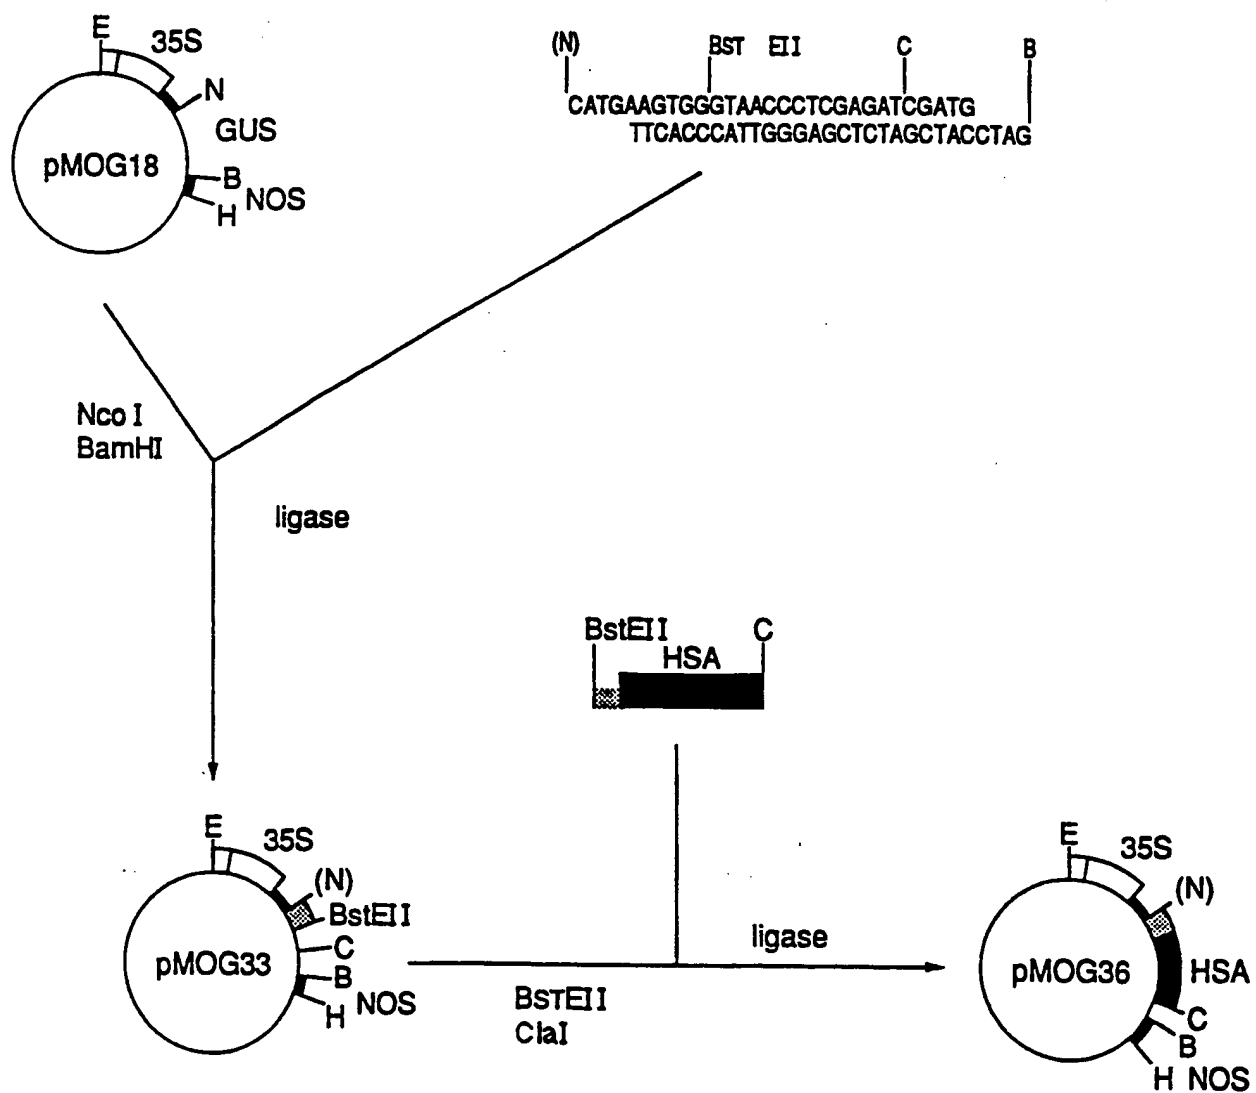 E
35S
N
GUS
pMOG18
B
NOS
H
(N)
BST EII
C
B
CATGAAGTGGGTAACCCTCGAGATCGATG
TTCACCCATTGGGAGCTCTAGCTACCTAG
Nco I
BamHI
ligase
BstEII
C
HSA
E
35S
(N)
BstEII
C
pMOG33
B
NOS
H
BSTEII
ClaI
ligase
E
35S
(N)
pMOG36
HSA
C
B
H NOS